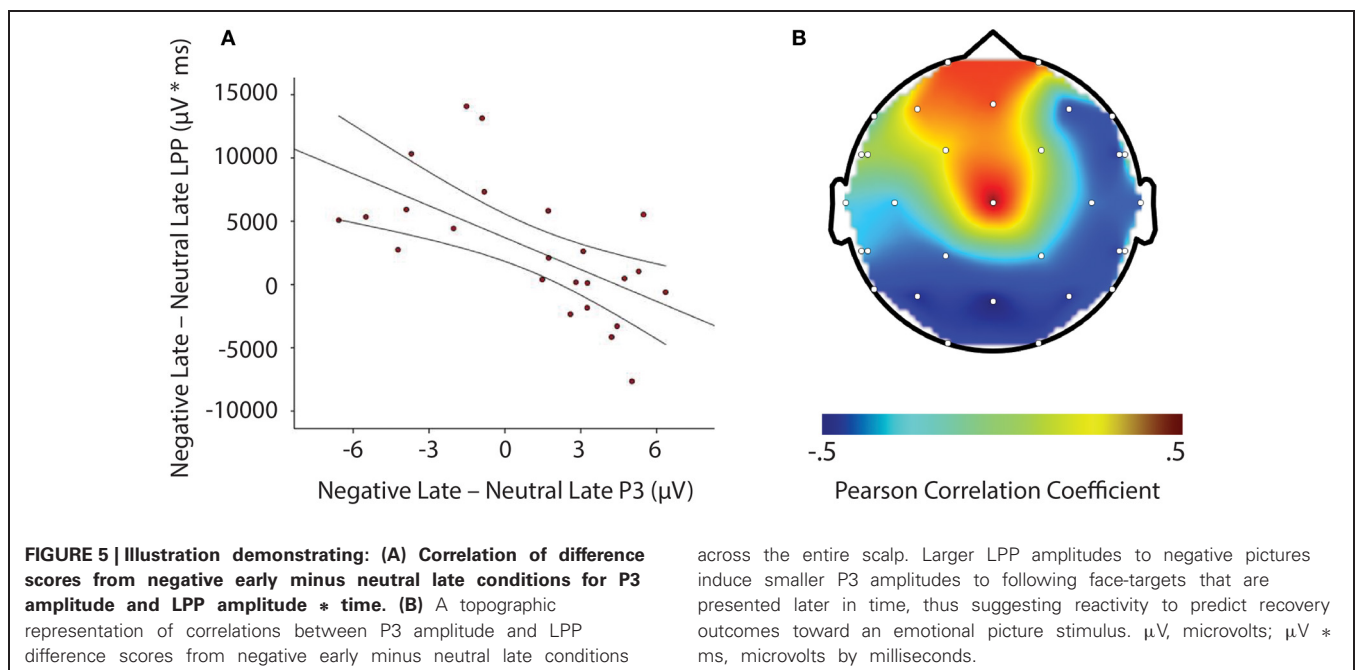 A
B
Negative Late – Neutral Late LPP (µV * ms)
15000
10000
5000
0
-5000
-10000
-6 -3 0 3 6
Negative Late – Neutral Late P3 (µV)
-.5 .5
Pearson Correlation Coefficient
FIGURE 5 | Illustration demonstrating: (A) Correlation of difference
scores from negative early minus neutral late conditions for P3
amplitude and LPP amplitude * time. (B) A topographic
representation of correlations between P3 amplitude and LPP
difference scores from negative early minus neutral late conditions
across the entire scalp. Larger LPP amplitudes to negative pictures
induce smaller P3 amplitudes to following face-targets that are
presented later in time, thus suggesting reactivity to predict recovery
outcomes toward an emotional picture stimulus. µV, microvolts; µV *
ms, microvolts by milliseconds.